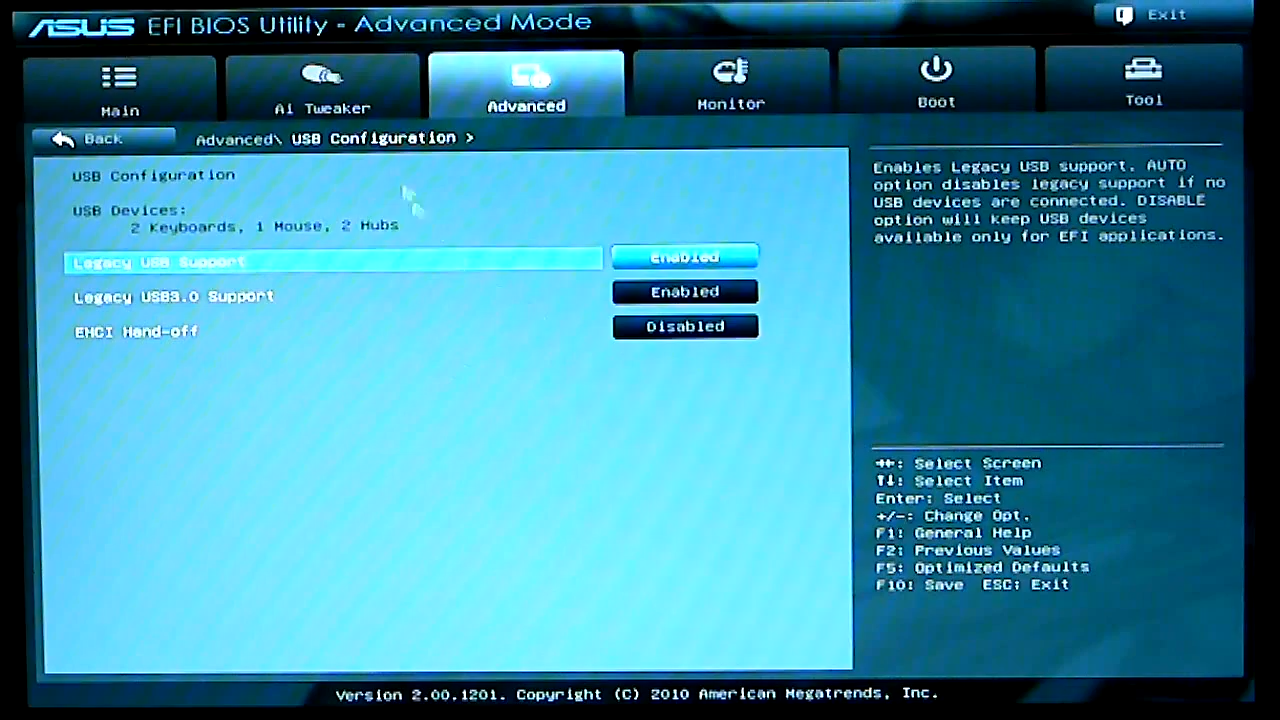 ASUS EFI BIOS Utility - Advanced Mode
Exit
Main
Ai Tweaker
Advanced
Monitor
Boot
Tool
Back
Advanced\ USB Configuration >
USB Configuration
USB Devices:
2 Keyboards, 1 Mouse, 2 Hubs
Legacy USB Support Enabled
Legacy USB3.0 Support Enabled
EHCI Hand-off Disabled
Enables Legacy USB support. AUTO
option disables legacy support if no
USB devices are connected. DISABLE
option will keep USB devices
available only for EFI applications.
→←: Select Screen
↑↓: Select Item
Enter: Select
+/-: Change Opt.
F1: General Help
F2: Previous Values
F5: Optimized Defaults
F10: Save ESC: Exit
Version 2.00.1201. Copyright (C) 2010 American Megatrends, Inc.